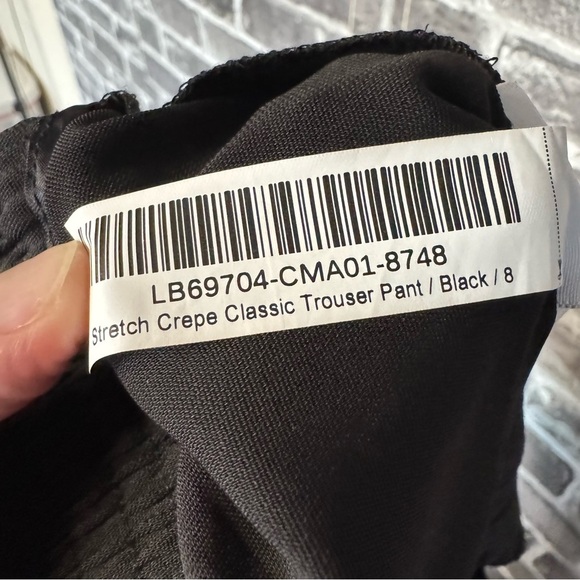 LB69704-CMA01-8748
Stretch Crepe Classic Trouser Pant / Black / 8